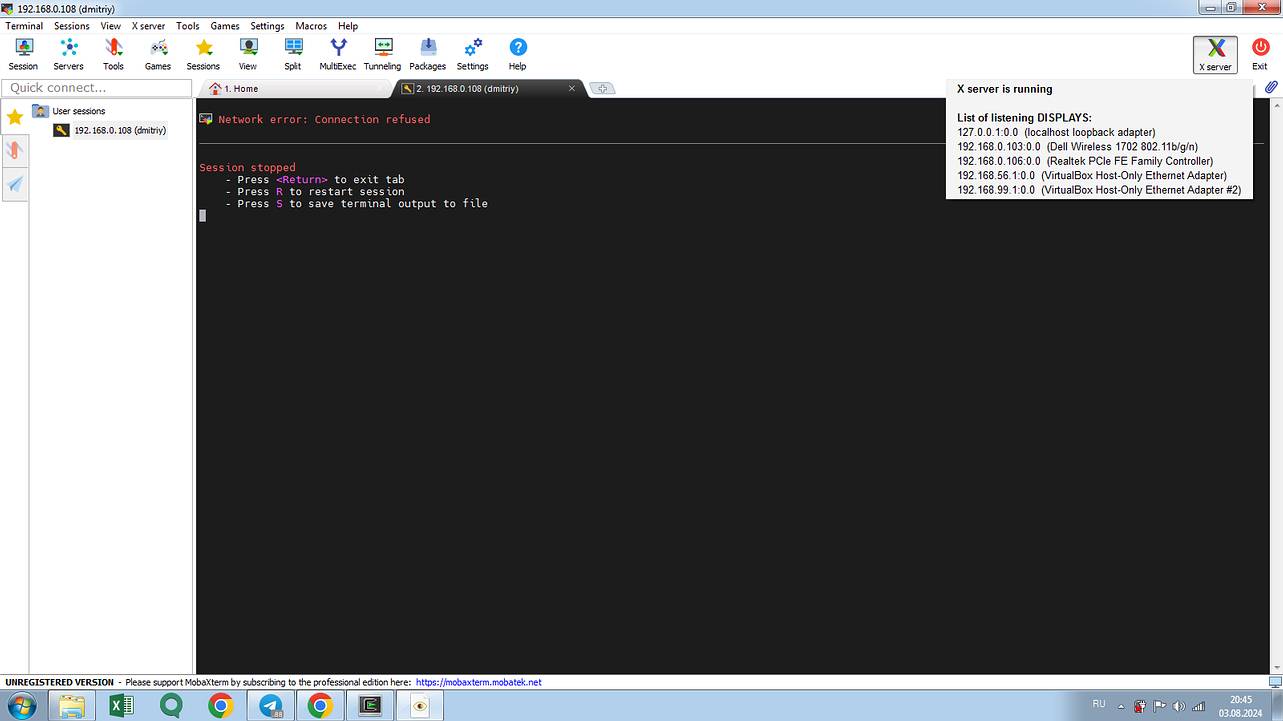 192.168.0.108 (dmitriy)
Terminal Sessions View X server Tools Games Settings Macros Help
Session Servers Tools Games Sessions View Split MultiExec Tunneling Packages Settings Help X server Exit
Quick connect...
1. Home
2. 192.168.0.108 (dmitriy)
User sessions
192.168.0.108 (dmitriy)
Network error: Connection refused
Session stopped
- Press <Return> to exit tab
- Press R to restart session
- Press S to save terminal output to file
X server is running
List of listening DISPLAYS:
127.0.0.1:0.0 (localhost loopback adapter)
192.168.0.103:0.0 (Dell Wireless 1702 802.11b/g/n)
192.168.0.106:0.0 (Realtek PCIe FE Family Controller)
192.168.56.1:0.0 (VirtualBox Host-Only Ethernet Adapter)
192.168.99.1:0.0 (VirtualBox Host-Only Ethernet Adapter #2)
UNREGISTERED VERSION - Please support MobaXterm by subscribing to the professional edition here: https://mobaxterm.mobatek.net
88
RU
20:45
03.08.2024